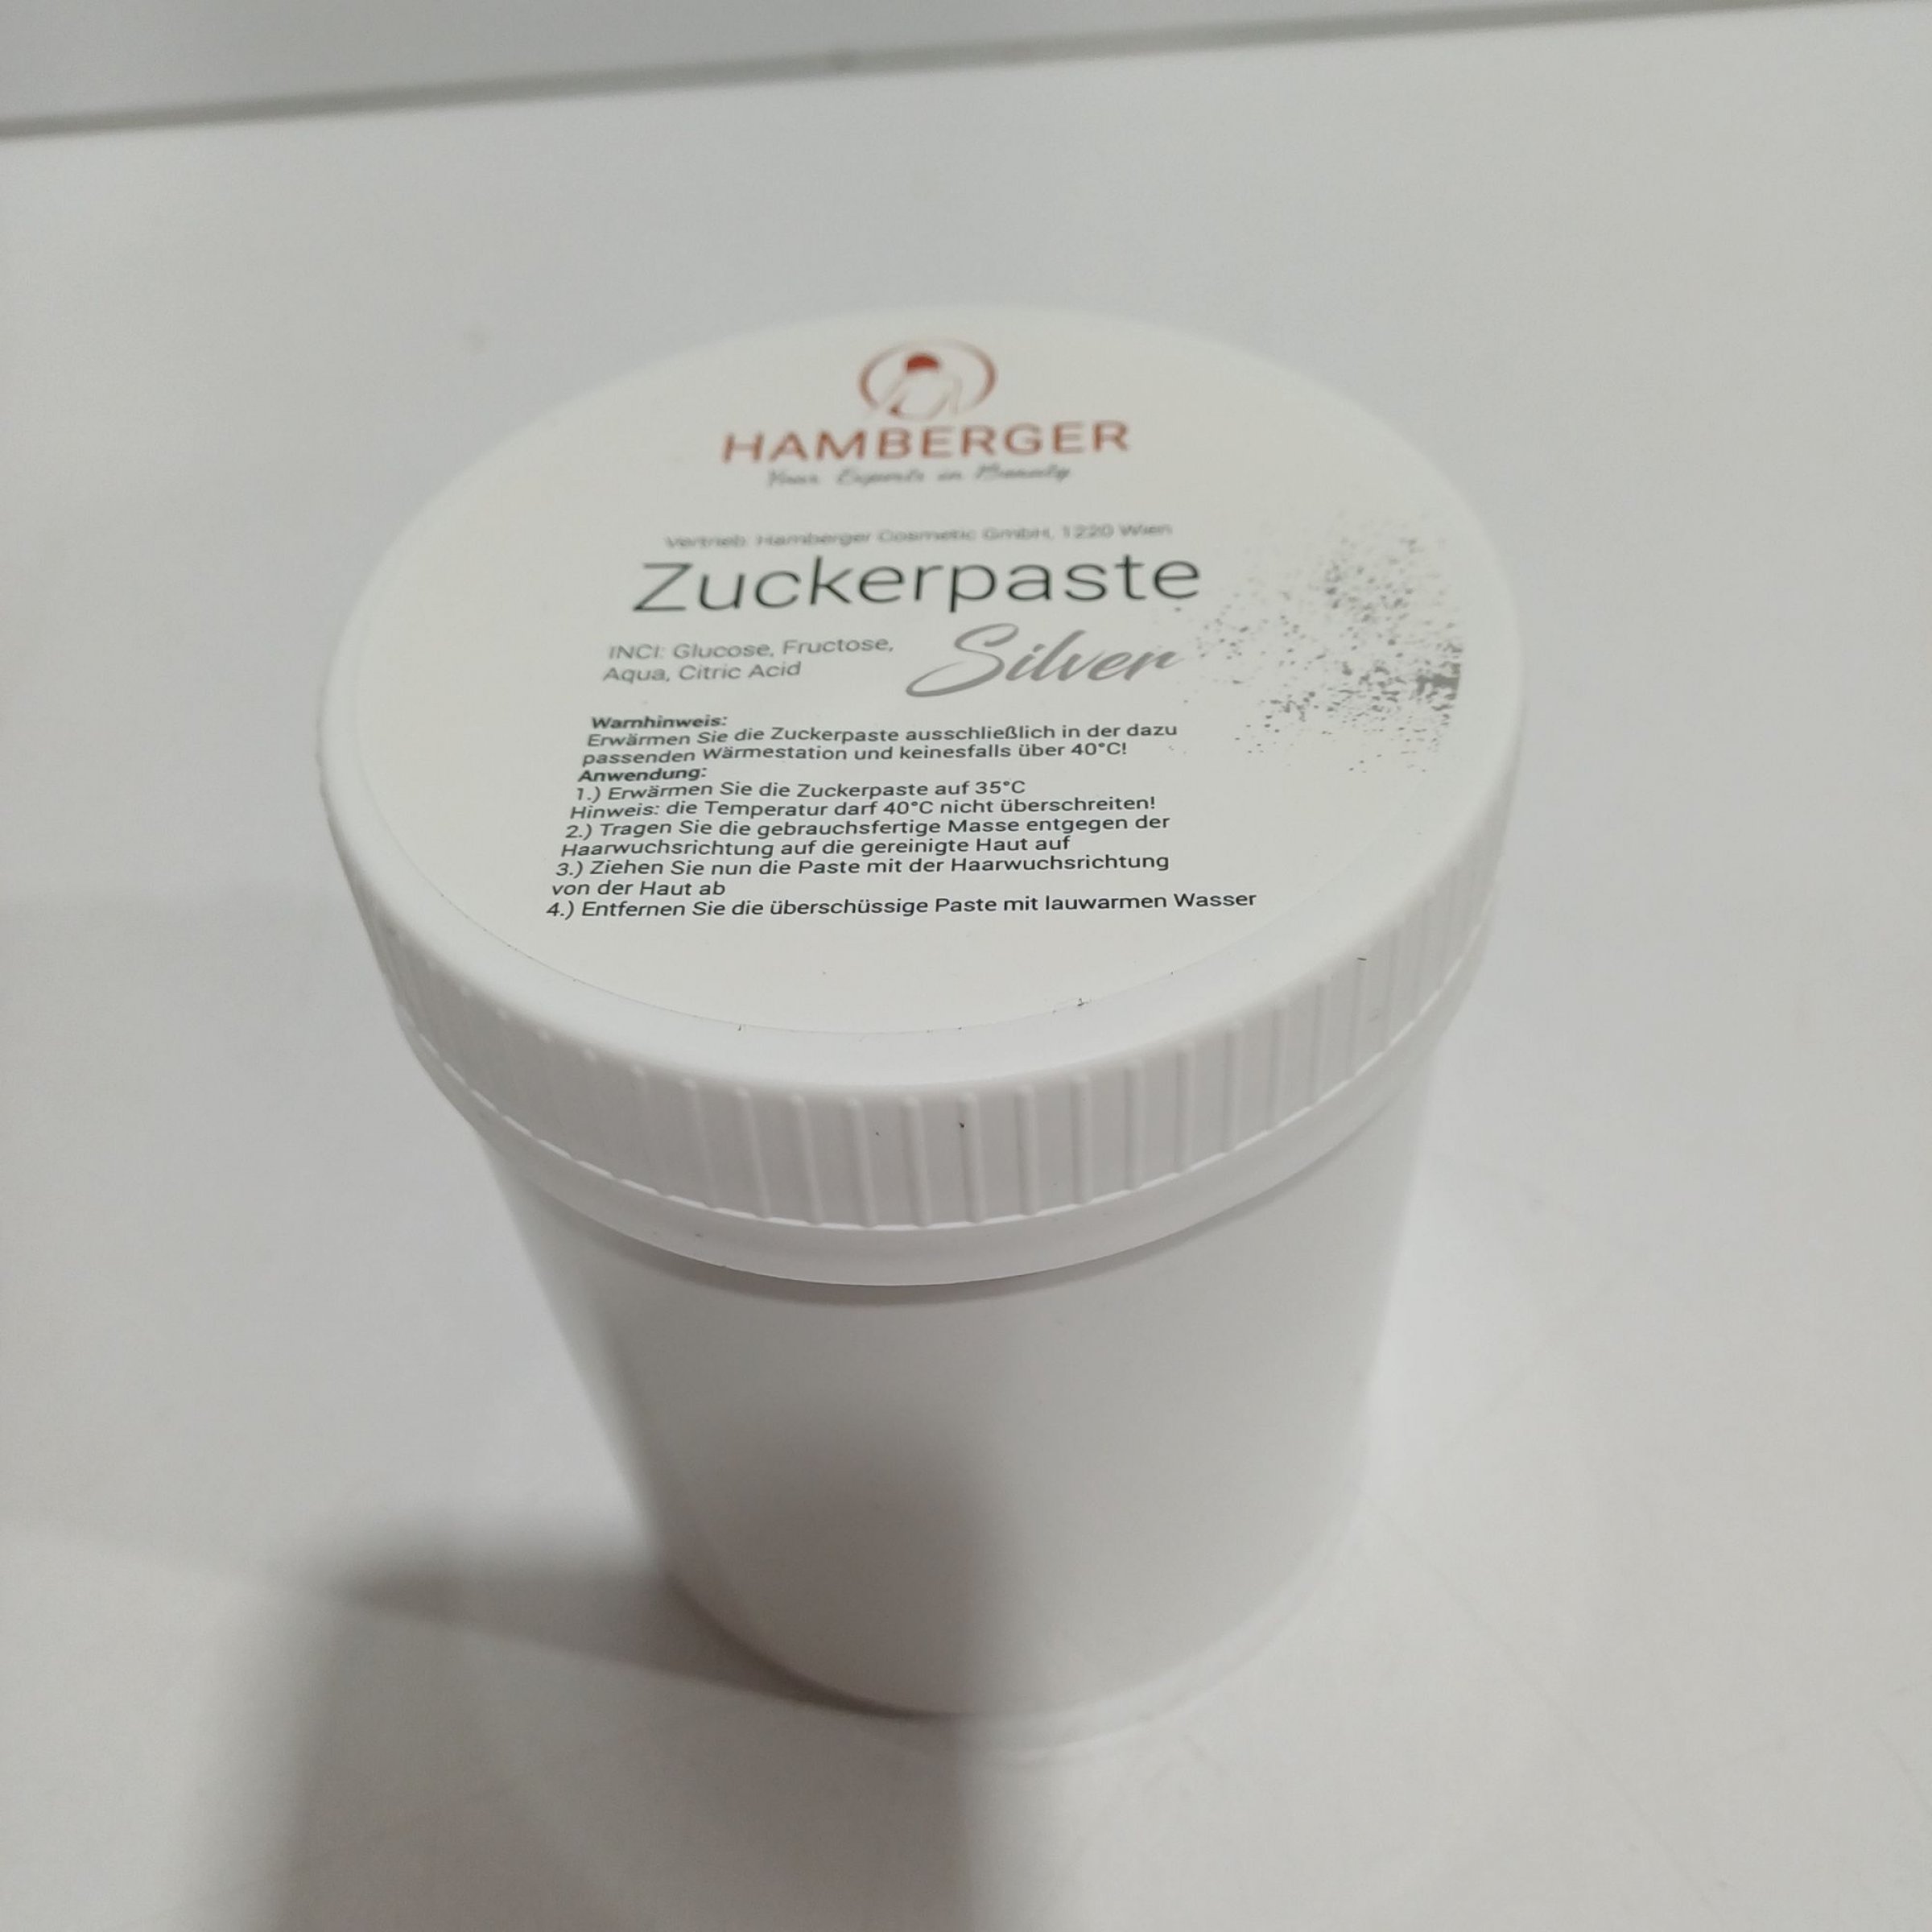 HAMBERGER
Your Experts in Beauty
Vertrieb: Hamberger Cosmetic GmbH, 1220 Wien
Zuckerpaste
Silver
INCI: Glucose, Fructose,
Aqua, Citric Acid
Warnhinweis:
Erwärmen Sie die Zuckerpaste ausschließlich in der dazu
passenden Wärmestation und keinesfalls über 40°C!
Anwendung:
1.) Erwärmen Sie die Zuckerpaste auf 35°C
Hinweis: die Temperatur darf 40°C nicht überschreiten!
2.) Tragen Sie die gebrauchsfertige Masse entgegen der
Haarwuchsrichtung auf die gereinigte Haut auf
3.) Ziehen Sie nun die Paste mit der Haarwuchsrichtung
von der Haut ab
4.) Entfernen Sie die überschüssige Paste mit lauwarmen Wasser